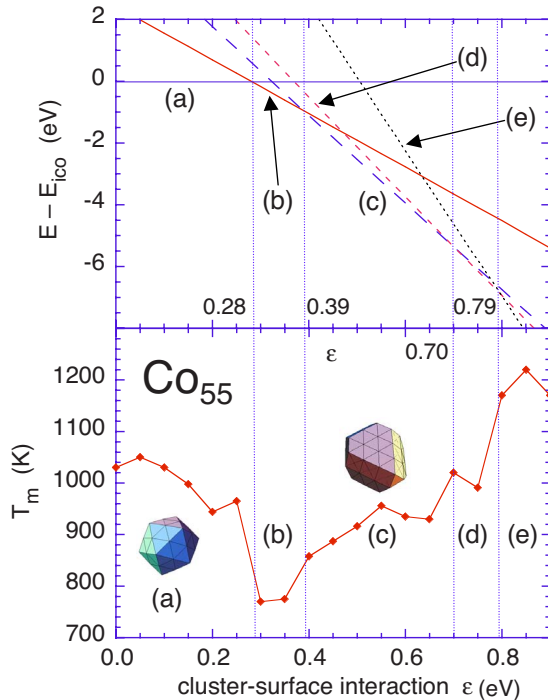 2
0
-2
-4
-6
E – E_ico (eV)
(a)
(b)
(c)
(d)
(e)
0.28
0.39
ε
0.70
0.79
Co_55
1200
1100
1000
900
800
700
T_m (K)
(a)
(b)
(c)
(d)
(e)
0.0 0.2 0.4 0.6 0.8
cluster-surface interaction ε (eV)